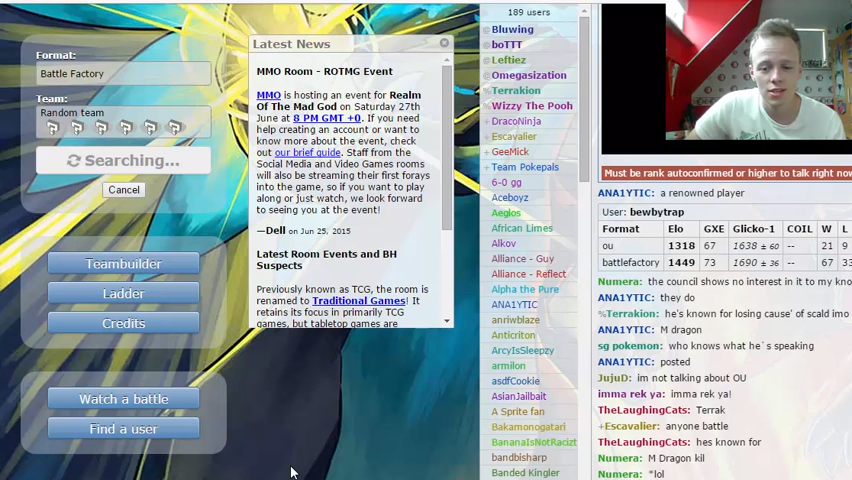 Format:
Battle Factory
Team:
Random team
Searching...
Cancel
Teambuilder
Ladder
Credits
Watch a battle
Find a user
Latest News
MMO Room - ROTMG Event
MMO is hosting an event for Realm
Of The Mad God on Saturday 27th
June at 8 PM GMT +0. If you need
help creating an account or want to
know more about the event, check
out our brief guide. Staff from the
Social Media and Video Games rooms
will also be streaming their first forays
into the game, so if you want to play
along or just watch, we look forward
to seeing you at the event!
—Dell on Jun 25, 2015
Latest Room Events and BH
Suspects
Previously known as TCG, the room is
renamed to Traditional Games! It
retains its focus in primarily TCG
games, but tabletop games are
189 users
Bluwing
boTTT
Leftiez
Omegasization
Terrakion
Wizzy The Pooh
DracoNinja
Escavalier
+ GeeMick
+ Team Pokepals
6-0 gg
Aceboyz
Aegios
African Limes
Alkov
Alliance - Guy
Alliance - Reflect
Alpha the Pure
ANA1YTIC
anriwblaze
Anticriton
ArcyIsSleepzy
armilon
asdfCookie
AsianJailbait
A Sprite fan
Bakamonogatari
BananaIsNotRacizt
bandbisharp
Banded Kingler
Must be rank autoconfirmed or higher to talk right now
ANA1YTIC: a renowned player
User: bewbytrap
Format Elo GXE Glicko-1 COIL W L
ou 1318 67 1638 ± 60 -- 21 9
battlefactory 1449 73 1690 ± 36 -- 67 33
Numera: the council shows no interest in it to my kno
ANA1YTIC: they do
%Terrakion: he's known for losing cause' of scald imo
ANA1YTIC: M dragon
sg pokemon: who knows what he`s speaking
ANA1YTIC: posted
JujuD: im not talking about OU
imma rek ya: imma rek ya!
TheLaughingCats: Terrak
+Escavalier: anyone battle
TheLaughingCats: hes known for
Numera: M Dragon kil
Numera: "lol